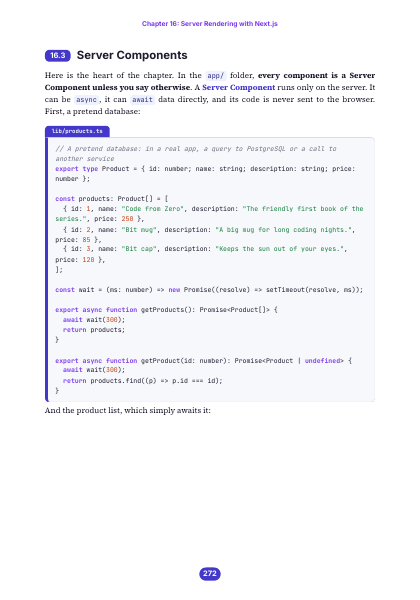 Chapter 16: Server Rendering with Next.js
16.3 Server Components
Here is the heart of the chapter. In the app/ folder, every component is a Server
Component unless you say otherwise. A Server Component runs only on the server. It
can be async, it can await data directly, and its code is never sent to the browser.
First, a pretend database:
lib/products.ts
// A pretend database: in a real app, a query to PostgreSQL or a call to
another service
export type Product = { id: number; name: string; description: string; price:
number };
const products: Product[] = [
{ id: 1, name: "Code from Zero", description: "The friendly first book of the
series.", price: 250 },
{ id: 2, name: "Bit mug", description: "A big mug for long coding nights.",
price: 85 },
{ id: 3, name: "Bit cap", description: "Keeps the sun out of your eyes.",
price: 120 },
];
const wait = (ms: number) => new Promise((resolve) => setTimeout(resolve, ms));
export async function getProducts(): Promise<Product[]> {
await wait(300);
return products;
}
export async function getProduct(id: number): Promise<Product | undefined> {
await wait(300);
return products.find((p) => p.id === id);
}
And the product list, which simply awaits it:
272